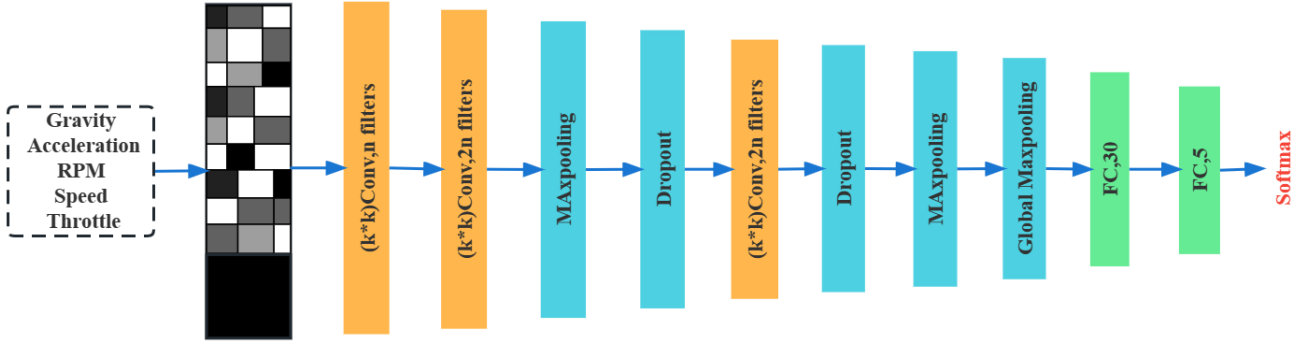 Gravity
Acceleration
RPM
Speed
Throttle
(k*k)Conv,n filters
(k*k)Conv,2n filters
MAxpooling
Dropout
(k*k)Conv,2n filters
Dropout
MAxpooling
Global Maxpooling
FC,30
FC,5
Softmax